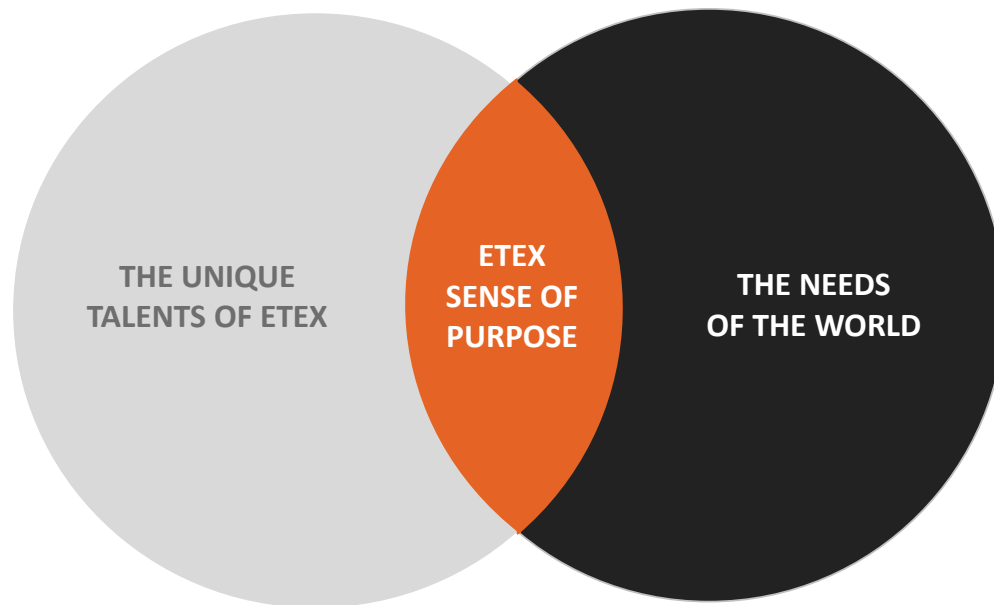 THE UNIQUE
TALENTS OF ETEX
ETEX
SENSE OF
PURPOSE
THE NEEDS
OF THE WORLD